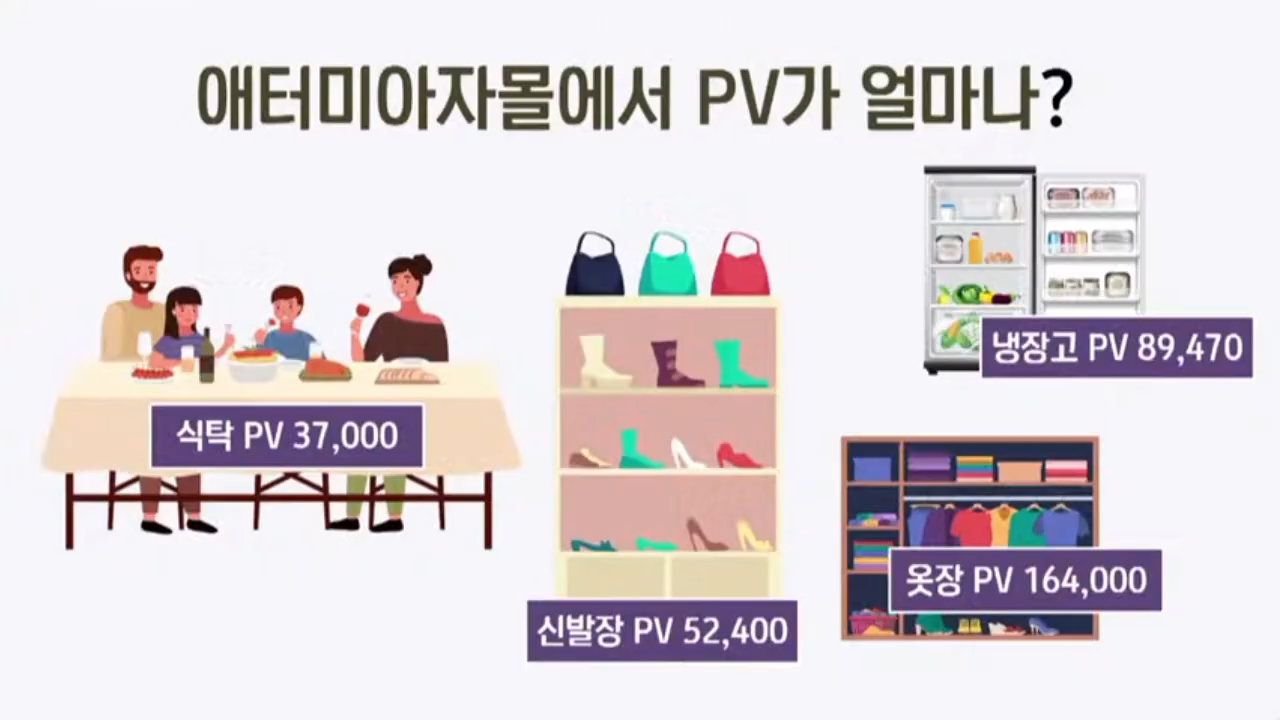 애터미아자몰에서 PV가 얼마나?
냉장고 PV 89,470
식탁 PV 37,000
옷장 PV 164,000
신발장 PV 52,400